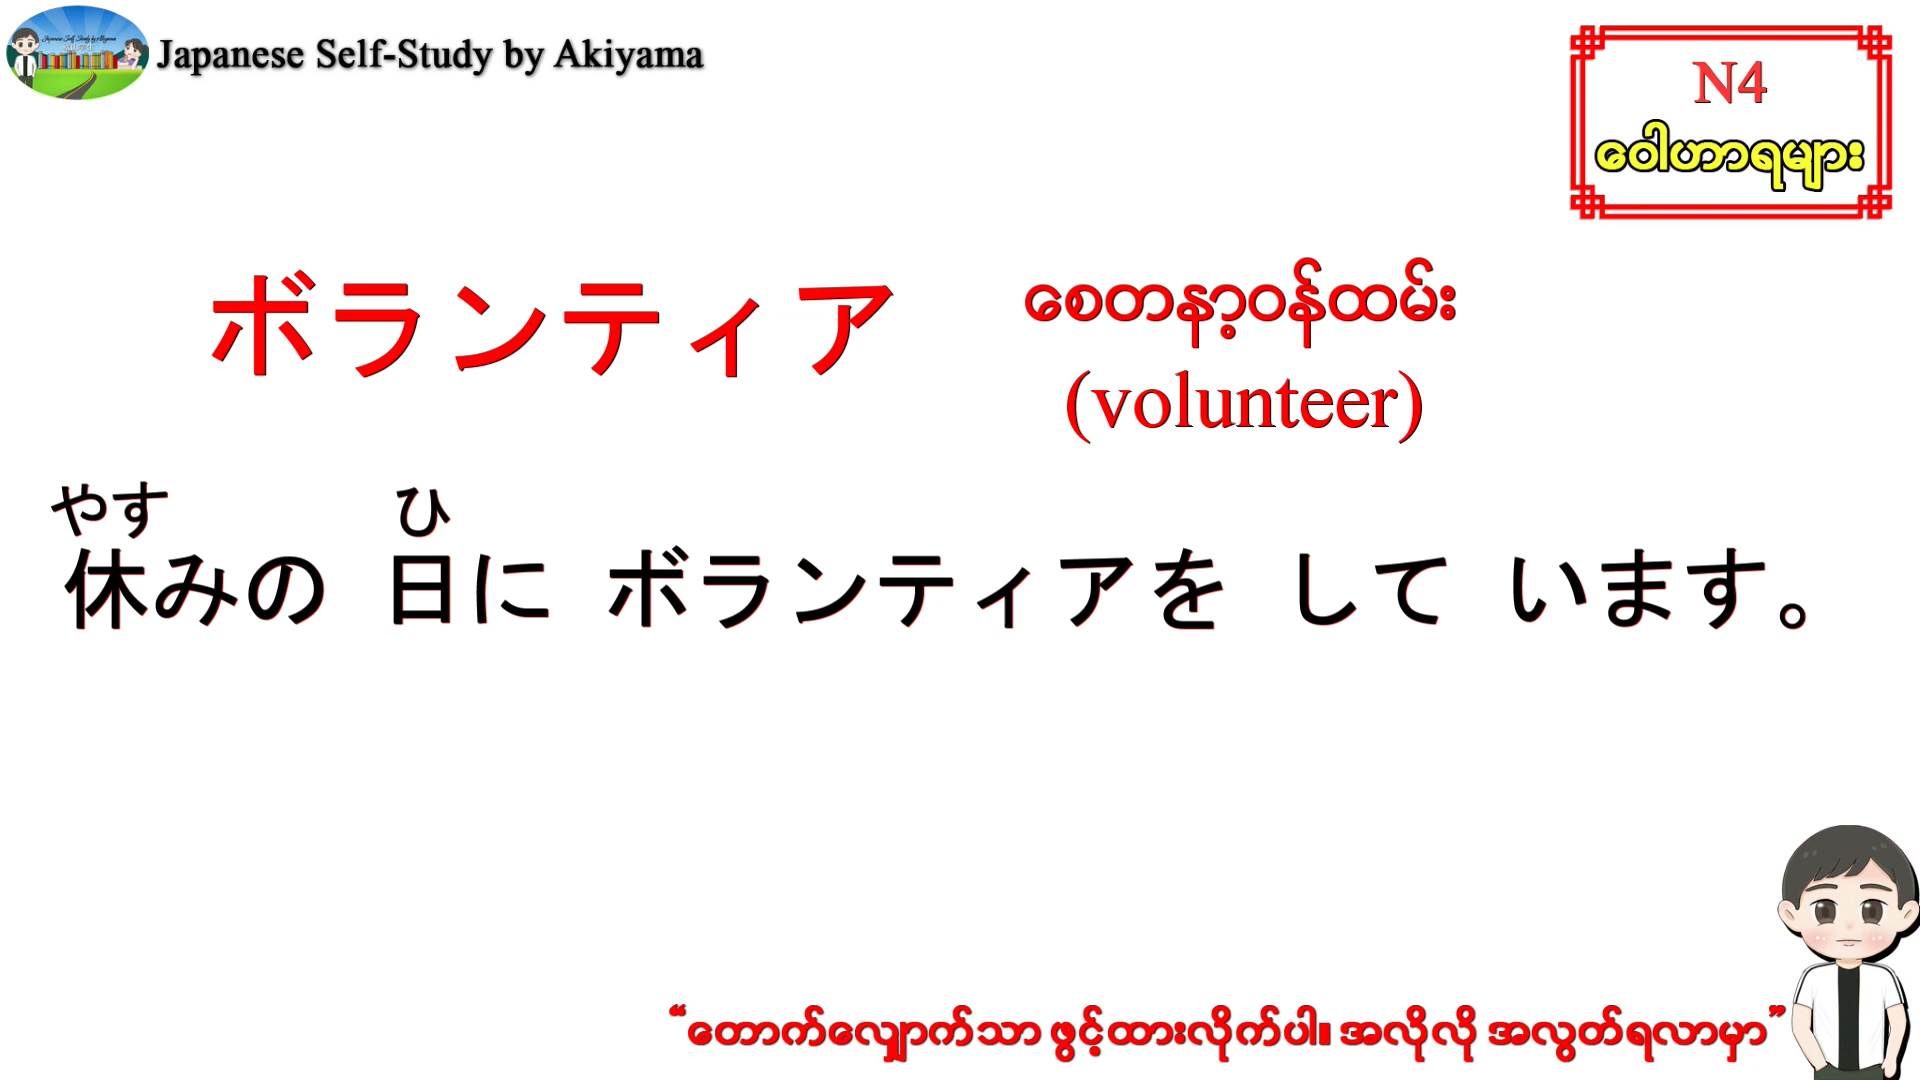 Japanese Self-Study by Akiyama
N4
ဝေါဟာရများ
ボランティア
စေတနာ့ဝန်ထမ်း
(volunteer)
やす ひ
休みの 日に ボランティアを して います。
“တောက်လျှောက်သာ ဖွင့်ထားလိုက်ပါ။ အလိုလို အလွတ်ရလာမှာ”